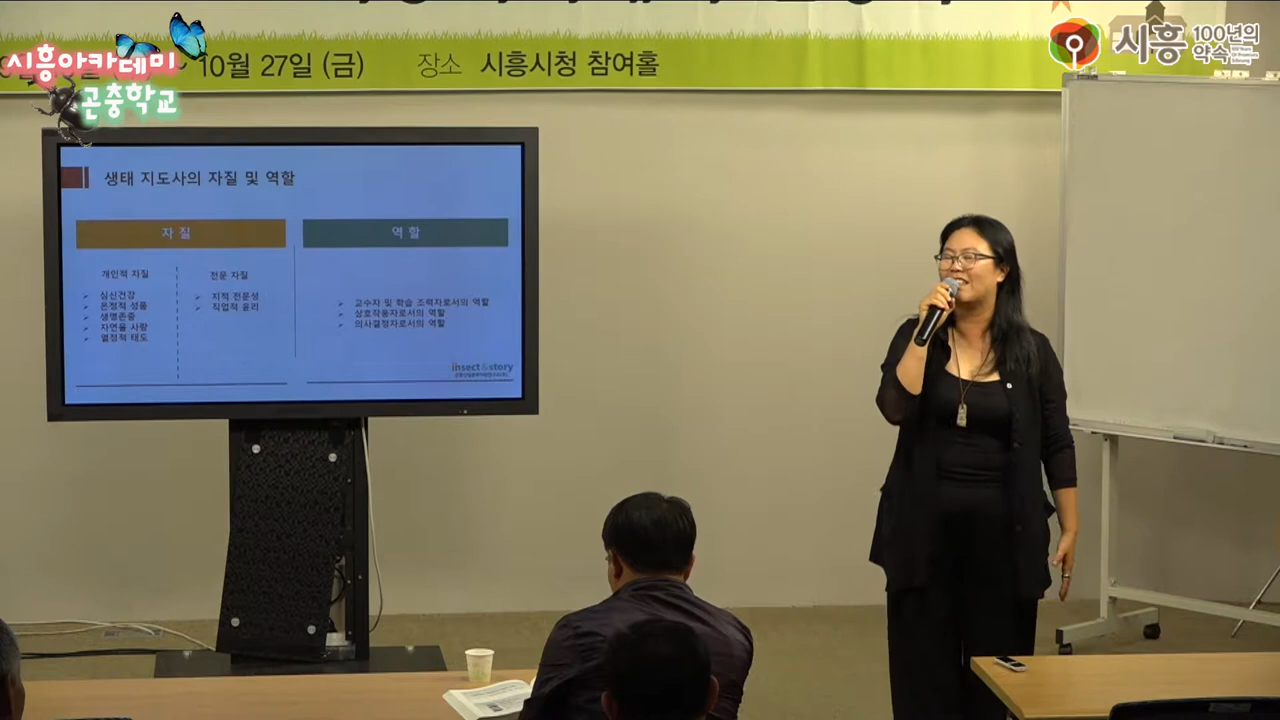 시흥아카데미
곤충학교
10월 27일 (금) 장소 시흥시청 참여홀
시흥 100년의
약속
생태 지도사의 자질 및 역할
자 질
역 할
개인적 자질
전문 자질
➢ 심신건강
➢ 온정적 성품
➢ 생명존중
➢ 자연을 사랑
➢ 열정적 태도
➢ 지적 전문성
➢ 직업적 윤리
➢ 교수자 및 학습 조력자로서의 역할
➢ 상호작용자로서의 역할
➢ 의사결정자로서의 역할
insect&story